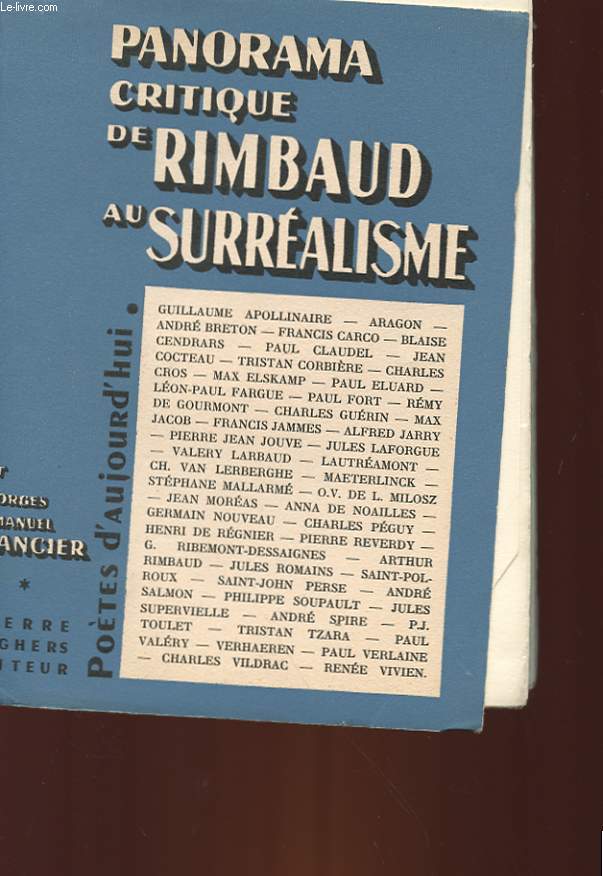 Le-livre.com
PANORAMA
CRITIQUE
DE RIMBAUD
AU SURRÉALISME
Poètes d'Aujourd'hui.
GUILLAUME APOLLINAIRE — ARAGON —
ANDRÉ BRETON — FRANCIS CARCO — BLAISE
CENDRARS — PAUL CLAUDEL — JEAN
COCTEAU — TRISTAN CORBIÈRE — CHARLES
CROS — MAX ELSKAMP — PAUL ELUARD —
LÉON-PAUL FARGUE — PAUL FORT — RÉMY
DE GOURMONT — CHARLES GUÉRIN — MAX
JACOB — FRANCIS JAMMES — ALFRED JARRY
— PIERRE JEAN JOUVE — JULES LAFORGUE
— VALERY LARBAUD — LAUTRÉAMONT —
CH. VAN LERBERGHE — MAETERLINCK —
STÉPHANE MALLARMÉ — O.V. DE L. MILOSZ
— JEAN MORÉAS — ANNA DE NOAILLES —
GERMAIN NOUVEAU — CHARLES PÉGUY —
HENRI DE RÉGNIER — PIERRE REVERDY —
G. RIBEMONT-DESSAIGNES — ARTHUR
RIMBAUD — JULES ROMAINS — SAINT-POL-
ROUX — SAINT-JOHN PERSE — ANDRÉ
SALMON — PHILIPPE SOUPAULT — JULES
SUPERVIELLE — ANDRÉ SPIRE — P.J.
TOULET — TRISTAN TZARA — PAUL
VALÉRY — VERHAEREN — PAUL VERLAINE
— CHARLES VILDRAC — RENÉE VIVIEN.
T
ORGES
MANUEL
ANCIER
*
ERRE
GHERS
ITEUR